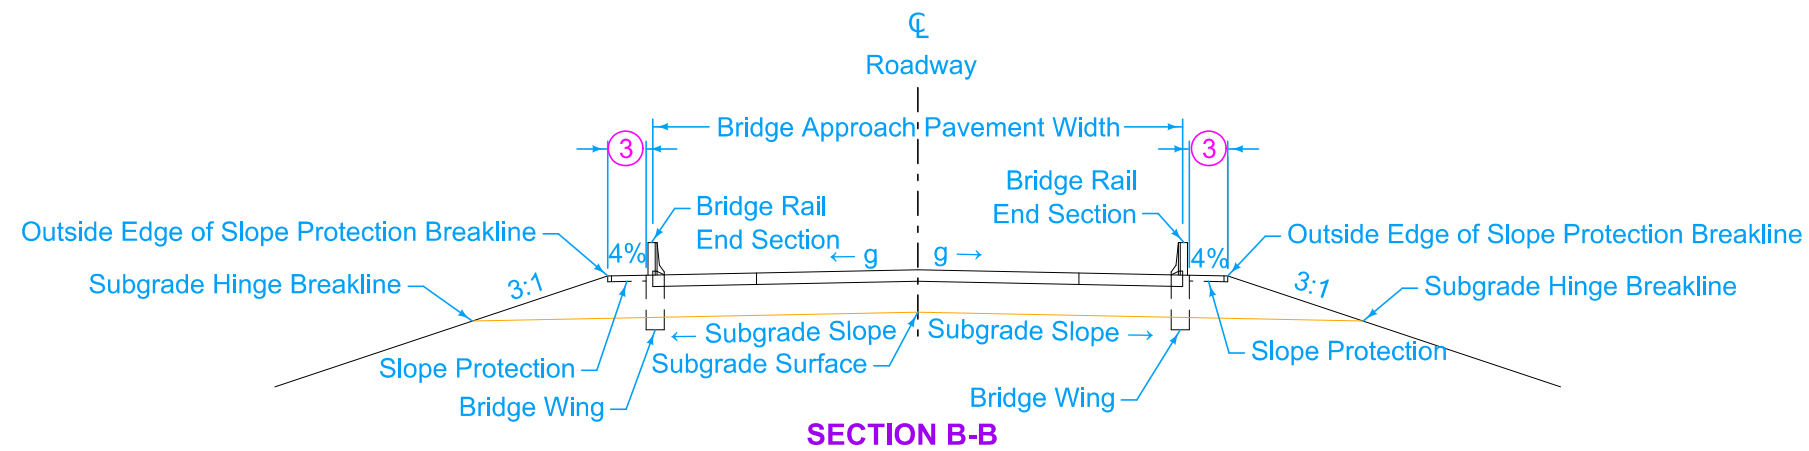 ℄
Roadway
Bridge Approach Pavement Width
3
3
Bridge Rail
End Section
Bridge Rail
End Section
Outside Edge of Slope Protection Breakline
4%
← g
g →
4%
Outside Edge of Slope Protection Breakline
Subgrade Hinge Breakline
3:1
3:1
Subgrade Hinge Breakline
← Subgrade Slope
Subgrade Slope →
Slope Protection
Subgrade Surface
Slope Protection
Bridge Wing
Bridge Wing
SECTION B-B